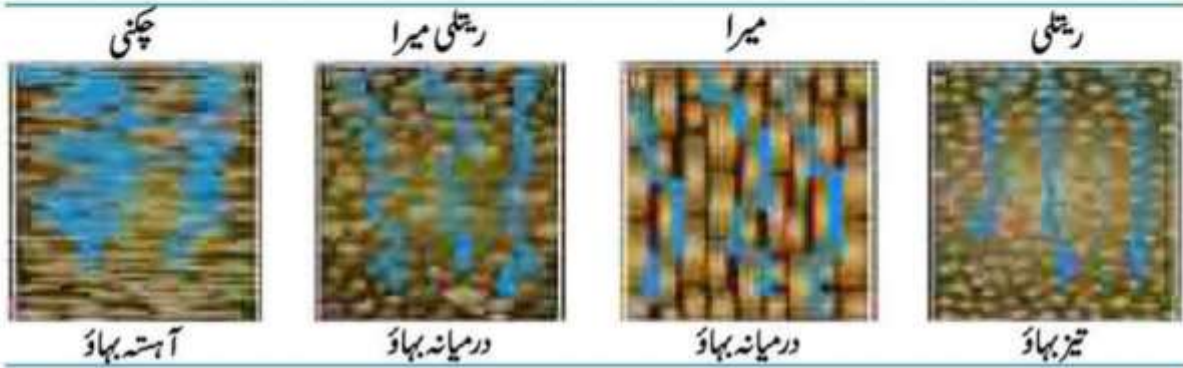 ریتلی میرا ریتلی میرا چکنی
تیز بہاؤ درمیانہ بہاؤ درمیانہ بہاؤ آہستہ بہاؤ